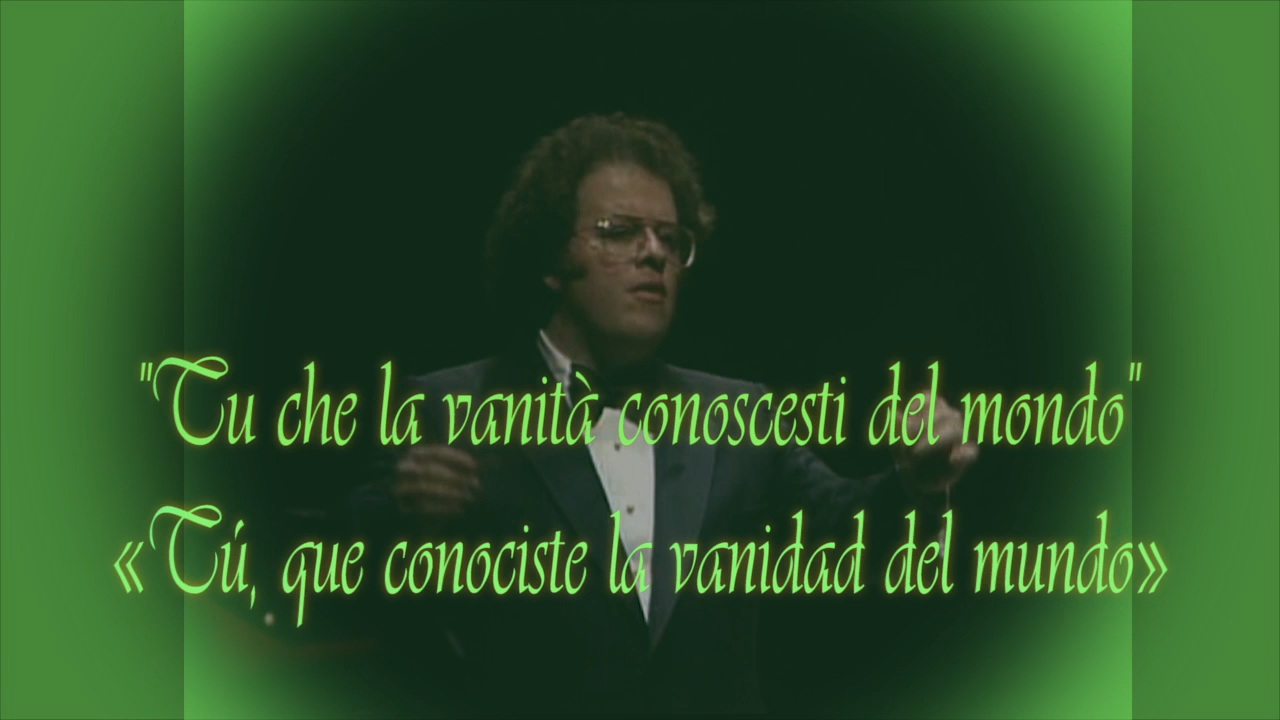 "Tu che la vanità conoscesti del mondo"
«Tú, que conociste la vanidad del mundo»